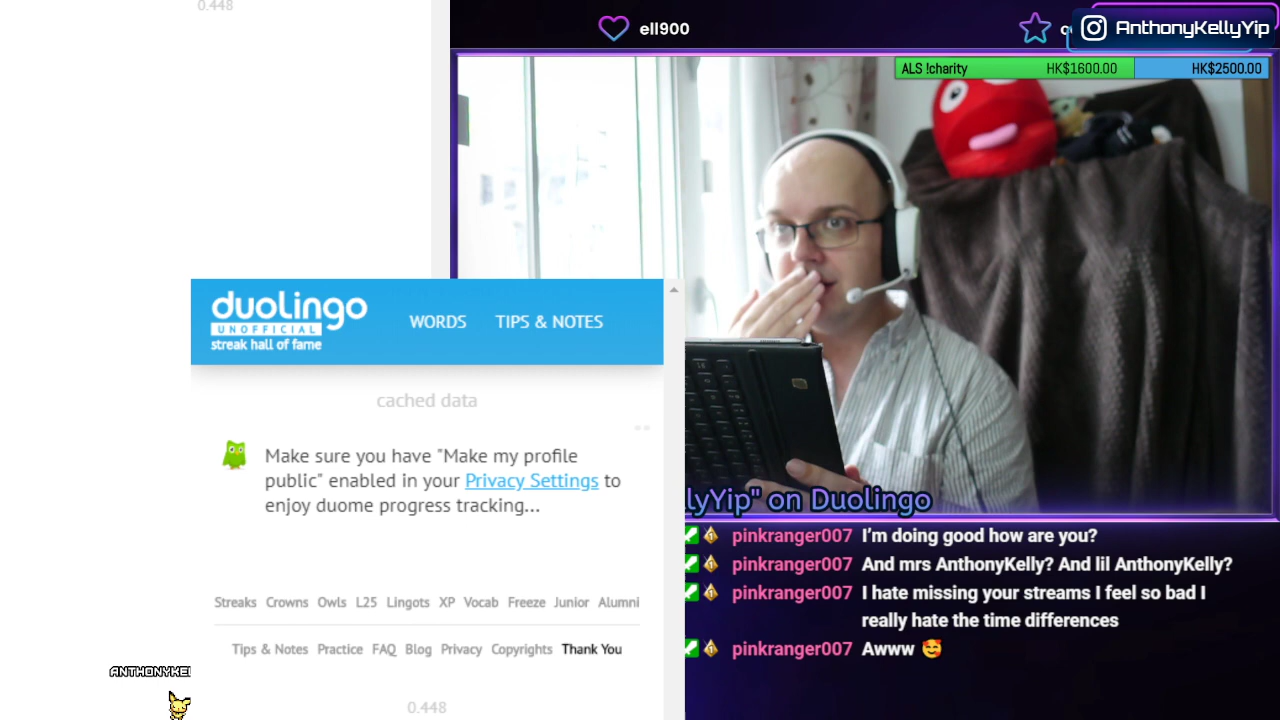 0.448
ell900
AnthonyKellyYip
ALS !charity HK$1600.00 HK$2500.00
duolingo
UNOFFICIAL
streak hall of fame
WORDS TIPS & NOTES
cached data
Make sure you have "Make my profile
public" enabled in your Privacy Settings to
enjoy duome progress tracking...
Streaks Crowns Owls L25 Lingots XP Vocab Freeze Junior Alumni
Tips & Notes Practice FAQ Blog Privacy Copyrights Thank You
0.448
ANTHONYKEL
llyYip" on Duolingo
pinkranger007 I’m doing good how are you?
pinkranger007 And mrs AnthonyKelly? And lil AnthonyKelly?
pinkranger007 I hate missing your streams I feel so bad I
really hate the time differences
pinkranger007 Awww 🥰